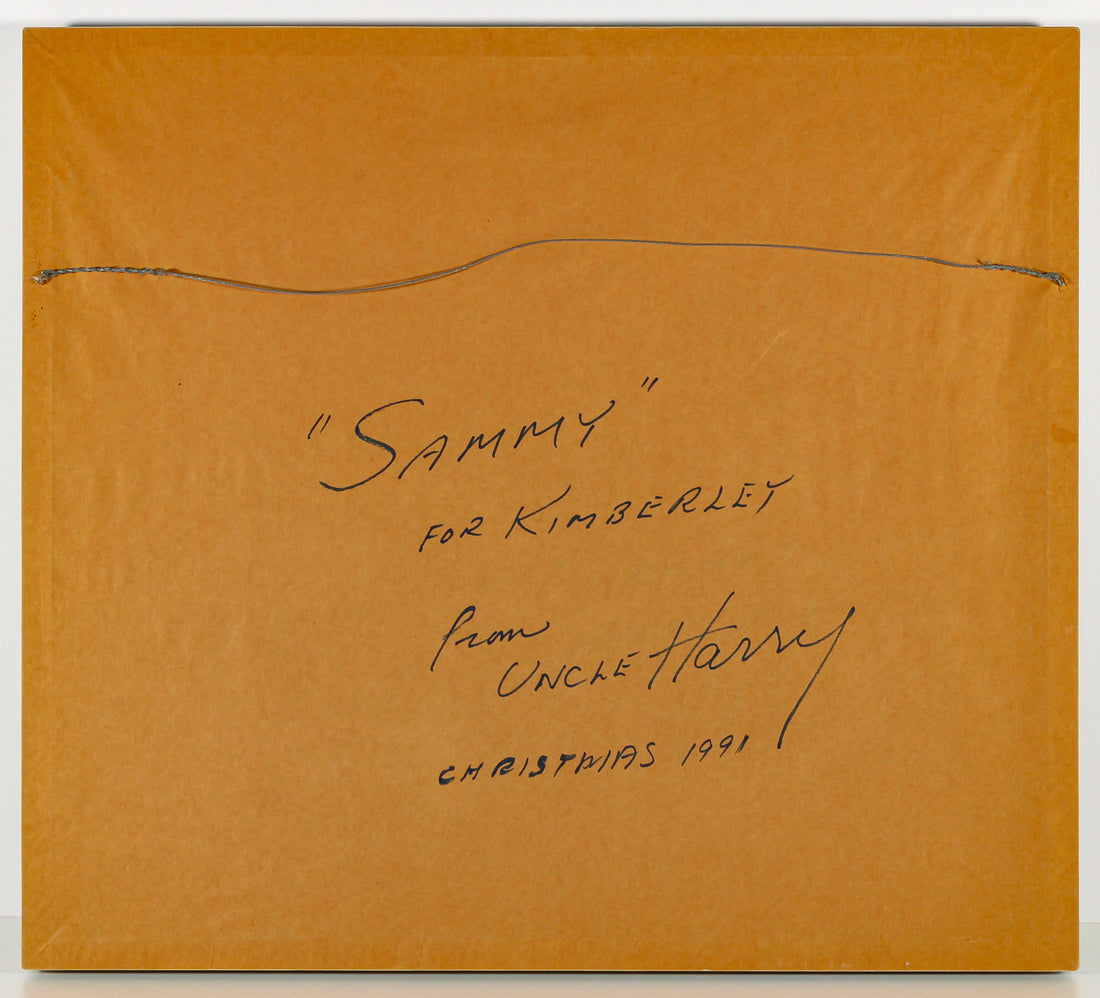 "SAMMY"
FOR KIMBERLEY
from
UNCLE Harry
CHRISTMAS 1991